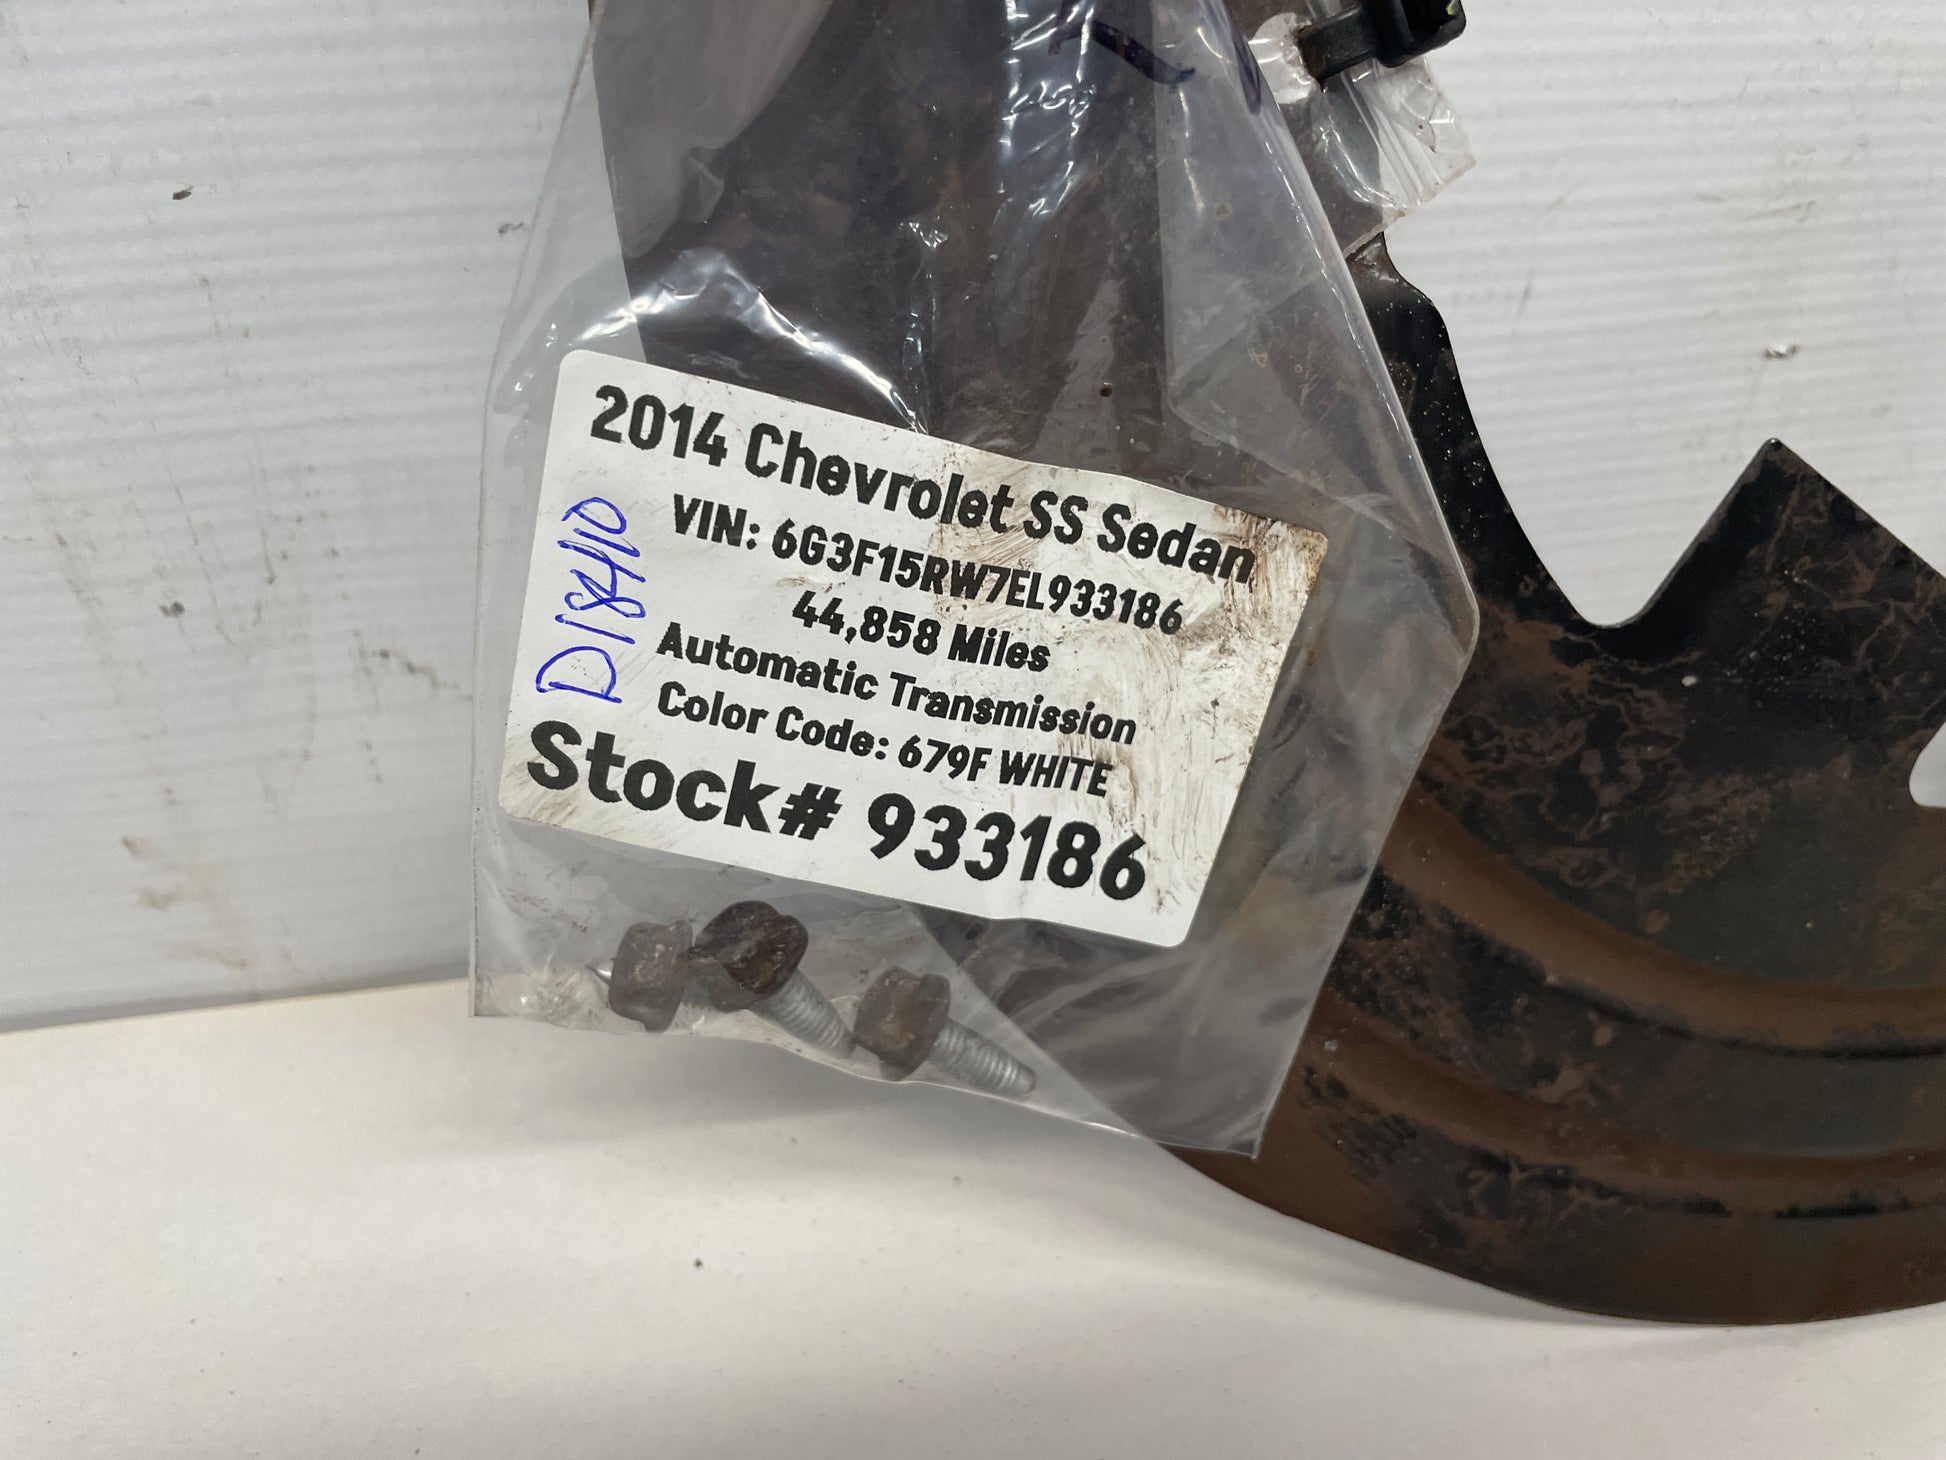 2014 Chevrolet SS Sedan
VIN: 6G3F15RW7EL933186
44,858 Miles
Automatic Transmission
Color Code: 679F WHITE
Stock# 933186
D18410